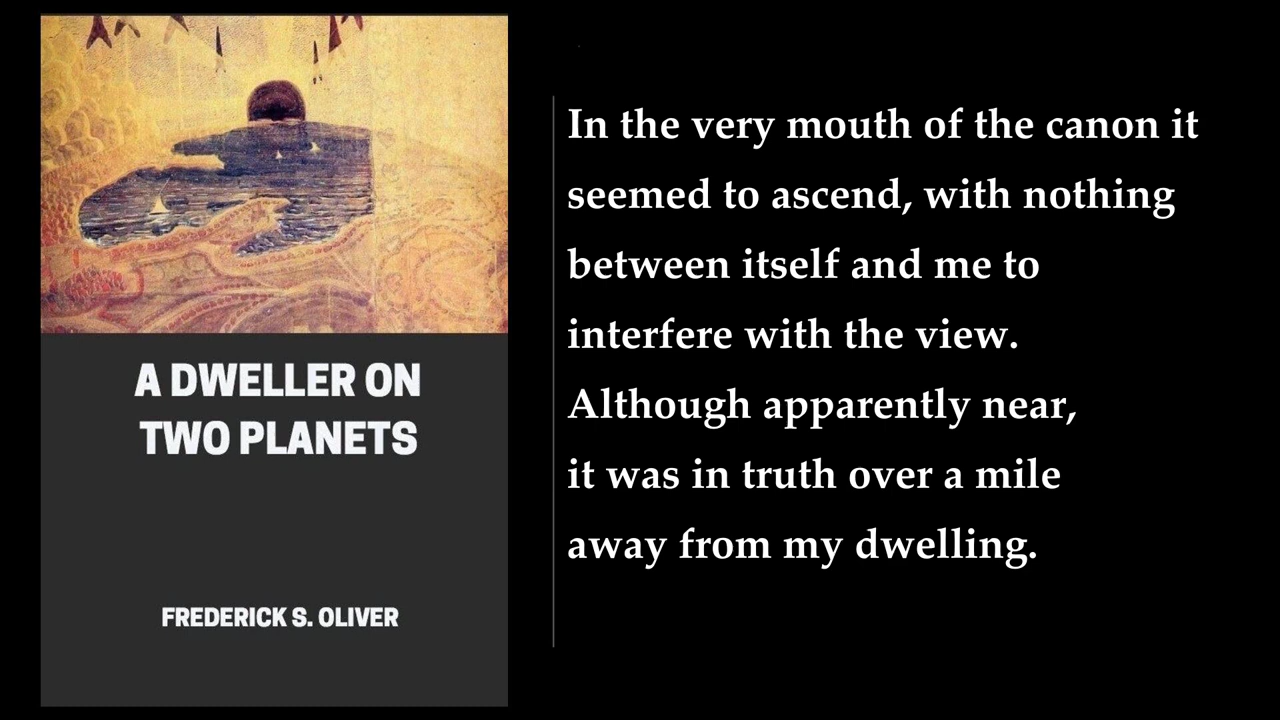 A DWELLER ON
TWO PLANETS
FREDERICK S. OLIVER
In the very mouth of the canon it
seemed to ascend, with nothing
between itself and me to
interfere with the view.
Although apparently near,
it was in truth over a mile
away from my dwelling.